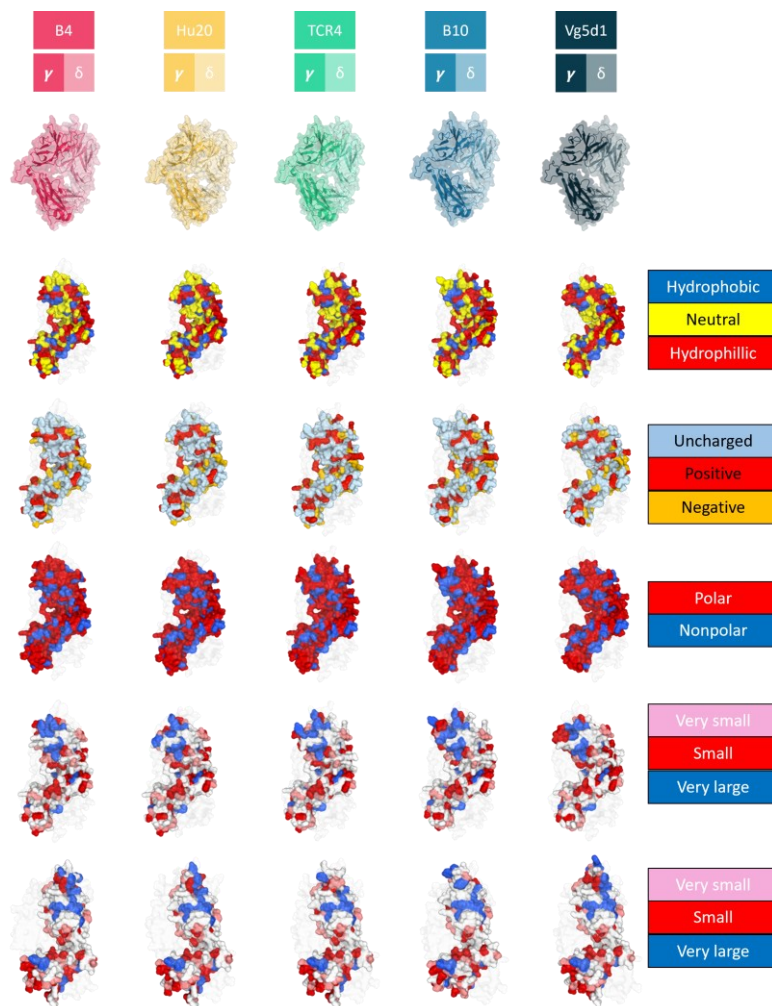 B4 Hu20 TCR4 B10 Vg5d1
γ δ γ δ γ δ γ δ γ δ
Hydrophobic
Neutral
Hydrophillic
Uncharged
Positive
Negative
Polar
Nonpolar
Very small
Small
Very large
Very small
Small
Very large